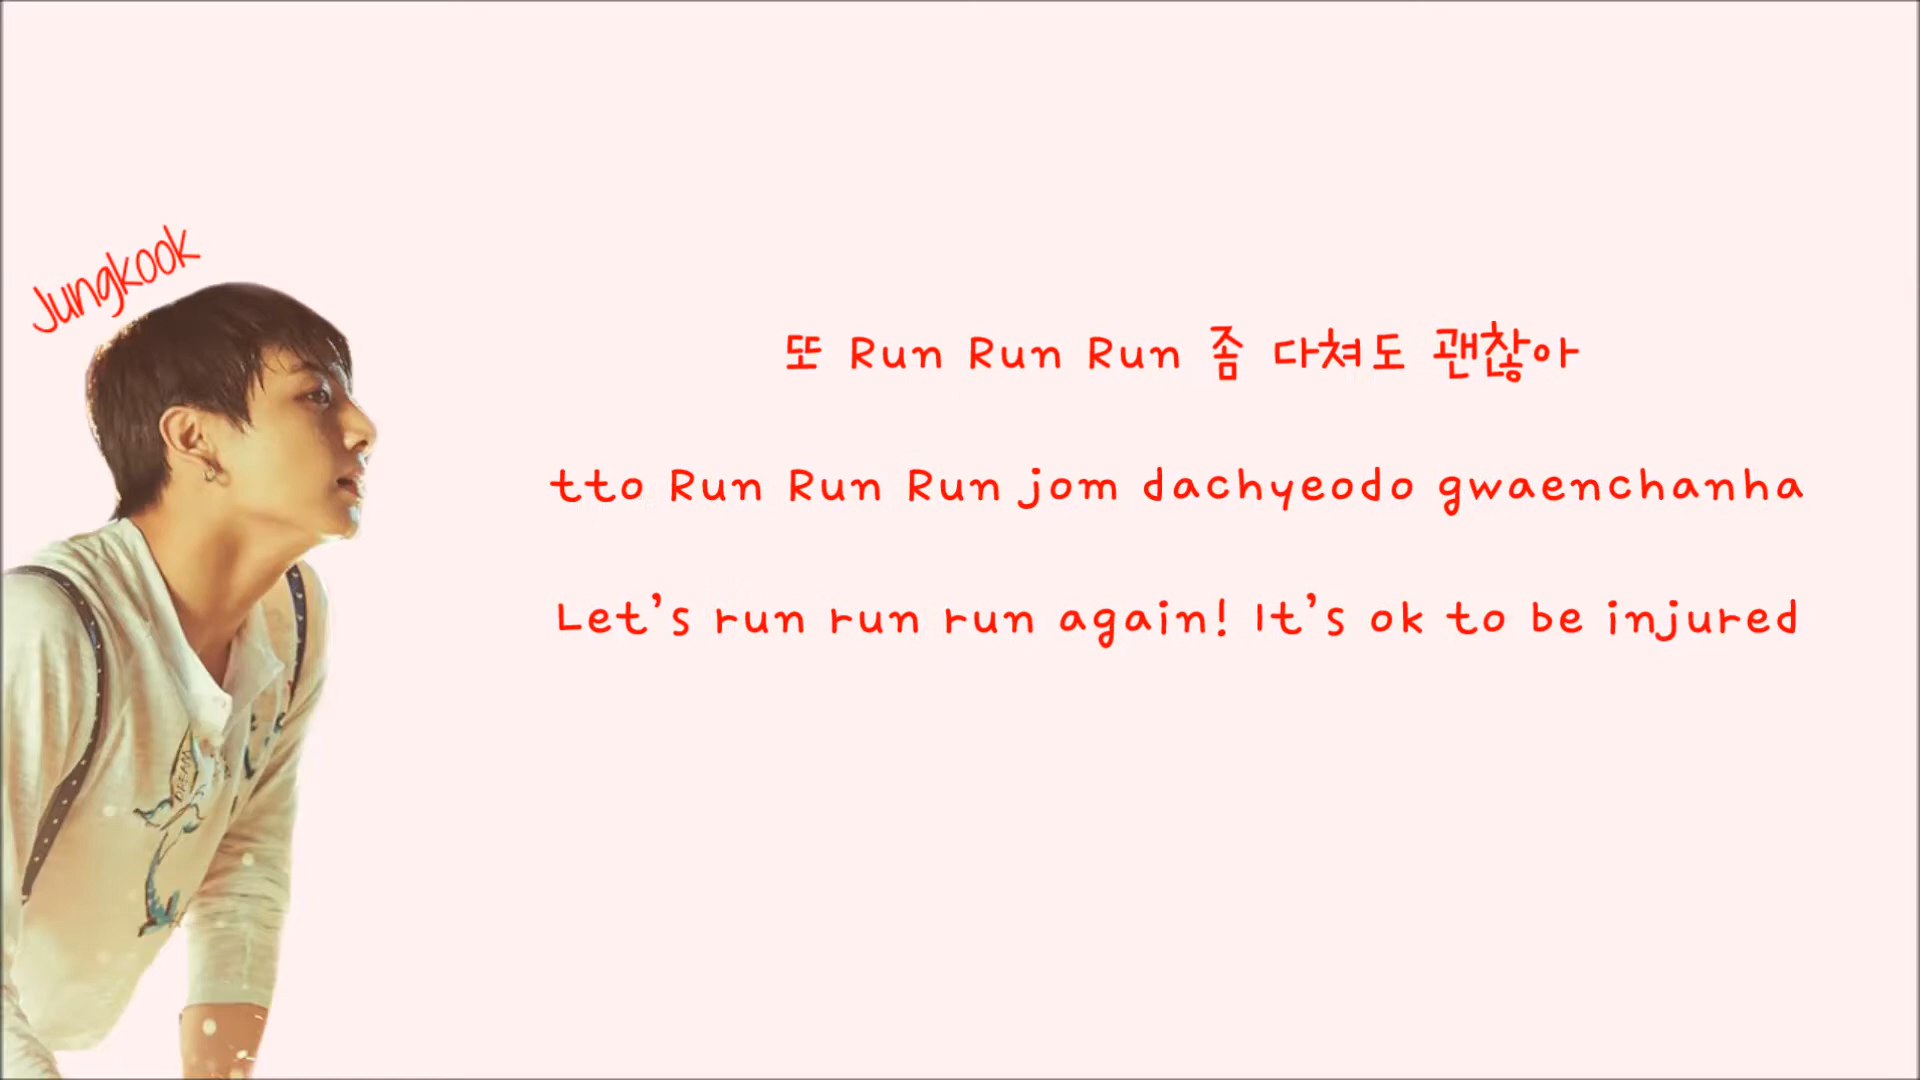 Jungkook
또 Run Run Run 좀 다쳐도 괜찮아
tto Run Run Run jom dachyeodo gwaenchanha
Let's run run run again! It's ok to be injured
DREAM